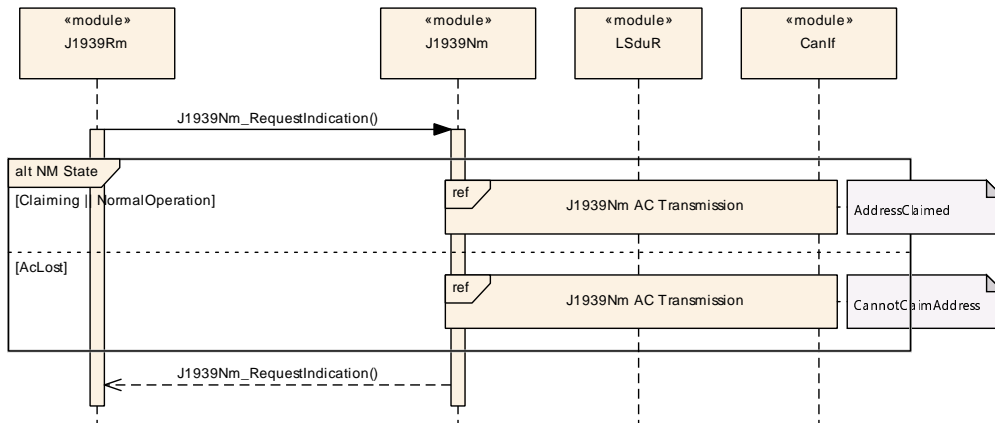 «module»
J1939Rm
«module»
J1939Nm
«module»
LSduR
«module»
CanIf
J1939Nm_RequestIndication()
alt NM State
[Claiming || NormalOperation]
ref
J1939Nm AC Transmission
AddressClaimed
[AcLost]
ref
J1939Nm AC Transmission
CannotClaimAddress
J1939Nm_RequestIndication()